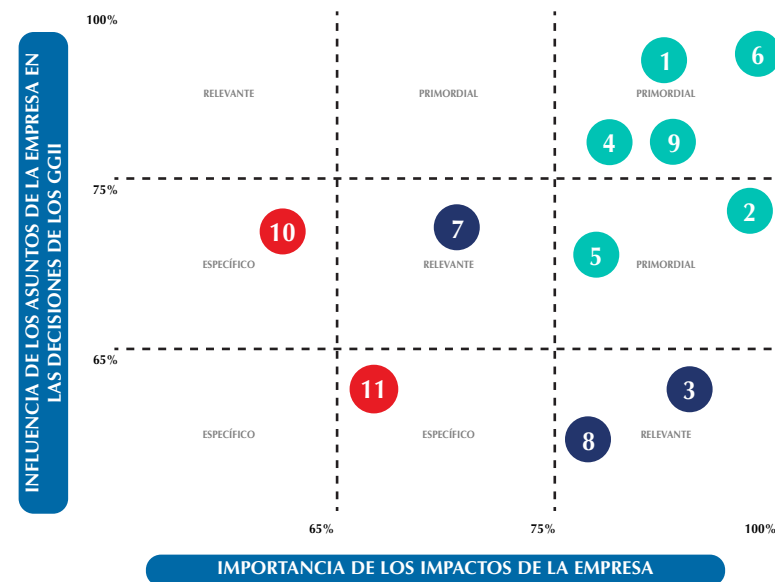 INFLUENCIA DE LOS ASUNTOS DE LA EMPRESA EN
LAS DECISIONES DE LOS GGII
100%
1
6
RELEVANTE
PRIMORDIAL
PRIMORDIAL
4
9
75%
2
10
7
5
ESPECÍFICO
RELEVANTE
PRIMORDIAL
65%
11
3
8
ESPECÍFICO
ESPECÍFICO
RELEVANTE
65%
75%
100%
IMPORTANCIA DE LOS IMPACTOS DE LA EMPRESA